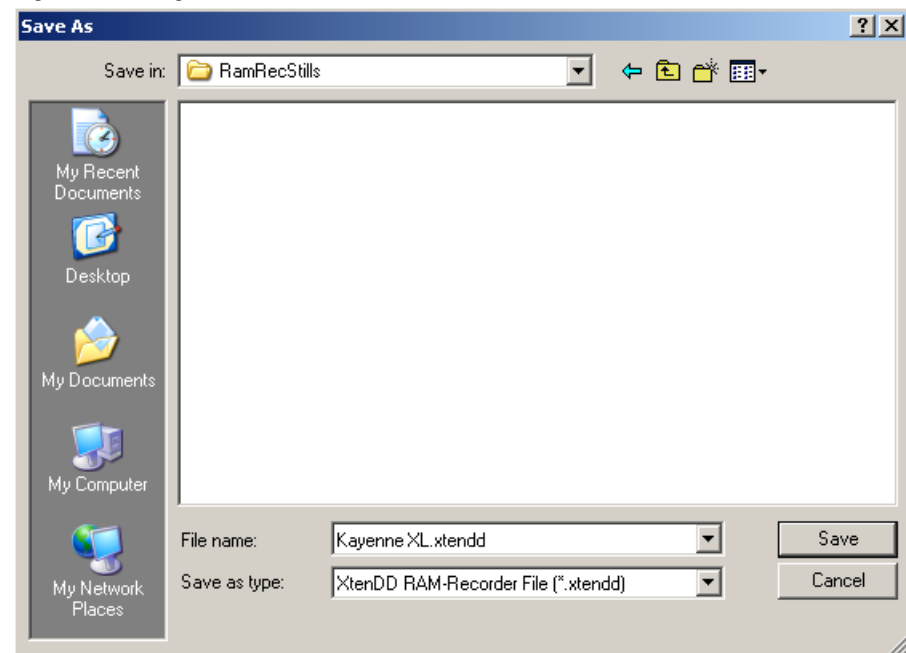 Save As
Save in:
RamRecStills
My Recent
Documents
Desktop
My Documents
My Computer
My Network
Places
File name:
Kayenne XL.xtendd
Save
Save as type:
XtenDD RAM-Recorder File (*.xtendd)
Cancel